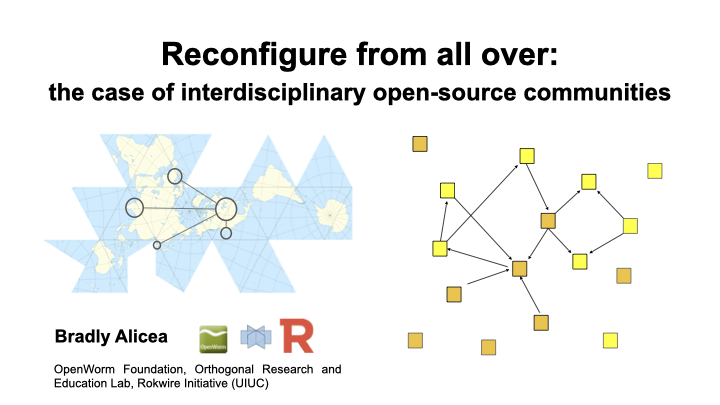 Reconfigure from all over:
the case of interdisciplinary open-source communities
Bradly Alicea
OpenWorm
R
OpenWorm Foundation, Orthogonal Research and
Education Lab, Rokwire Initiative (UIUC)